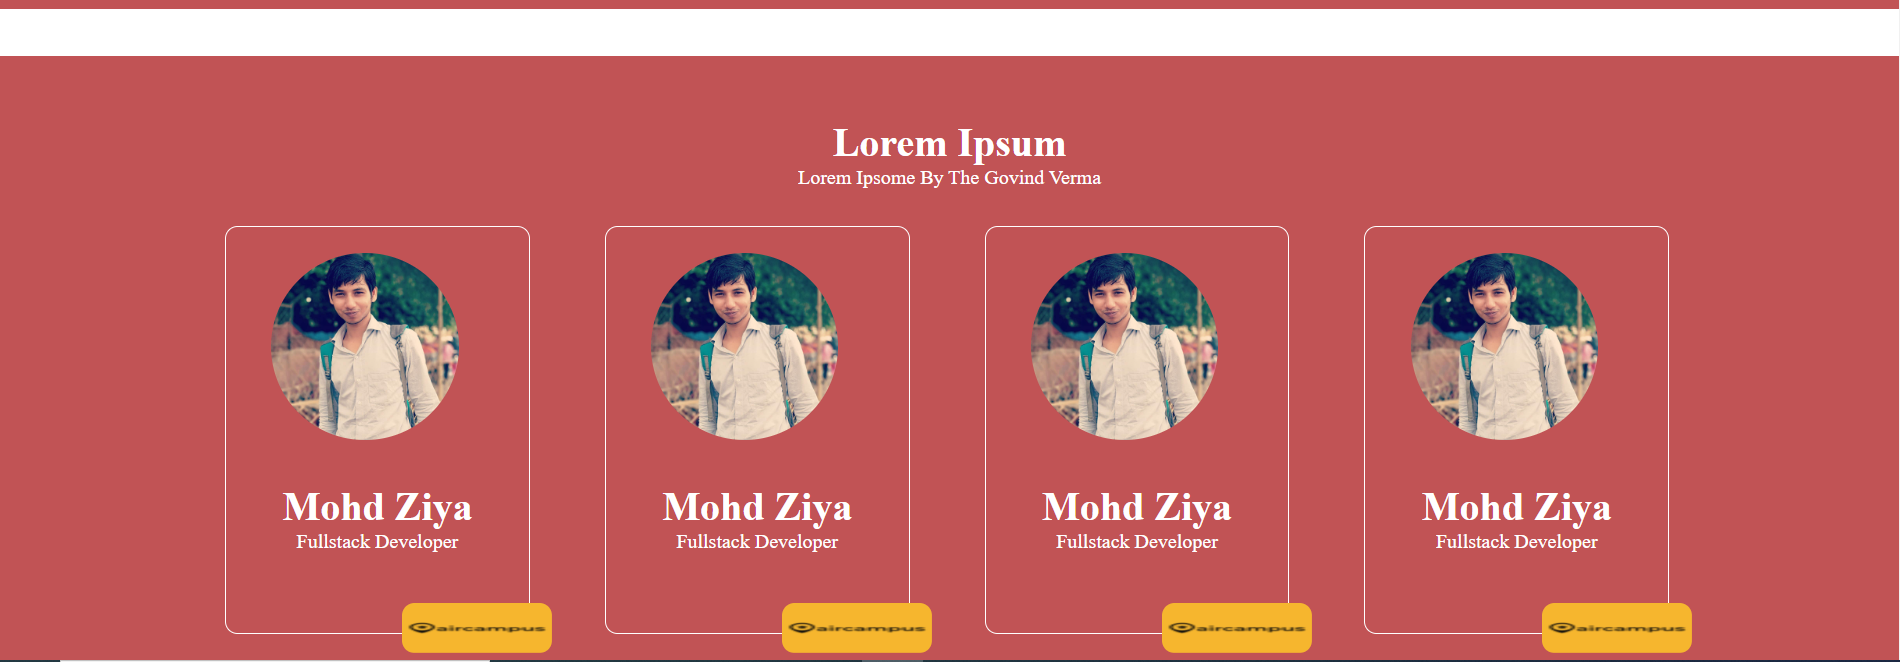 Lorem Ipsum
Lorem Ipsome By The Govind Verma
Mohd Ziya
Fullstack Developer
aircampus
Mohd Ziya
Fullstack Developer
aircampus
Mohd Ziya
Fullstack Developer
aircampus
Mohd Ziya
Fullstack Developer
aircampus